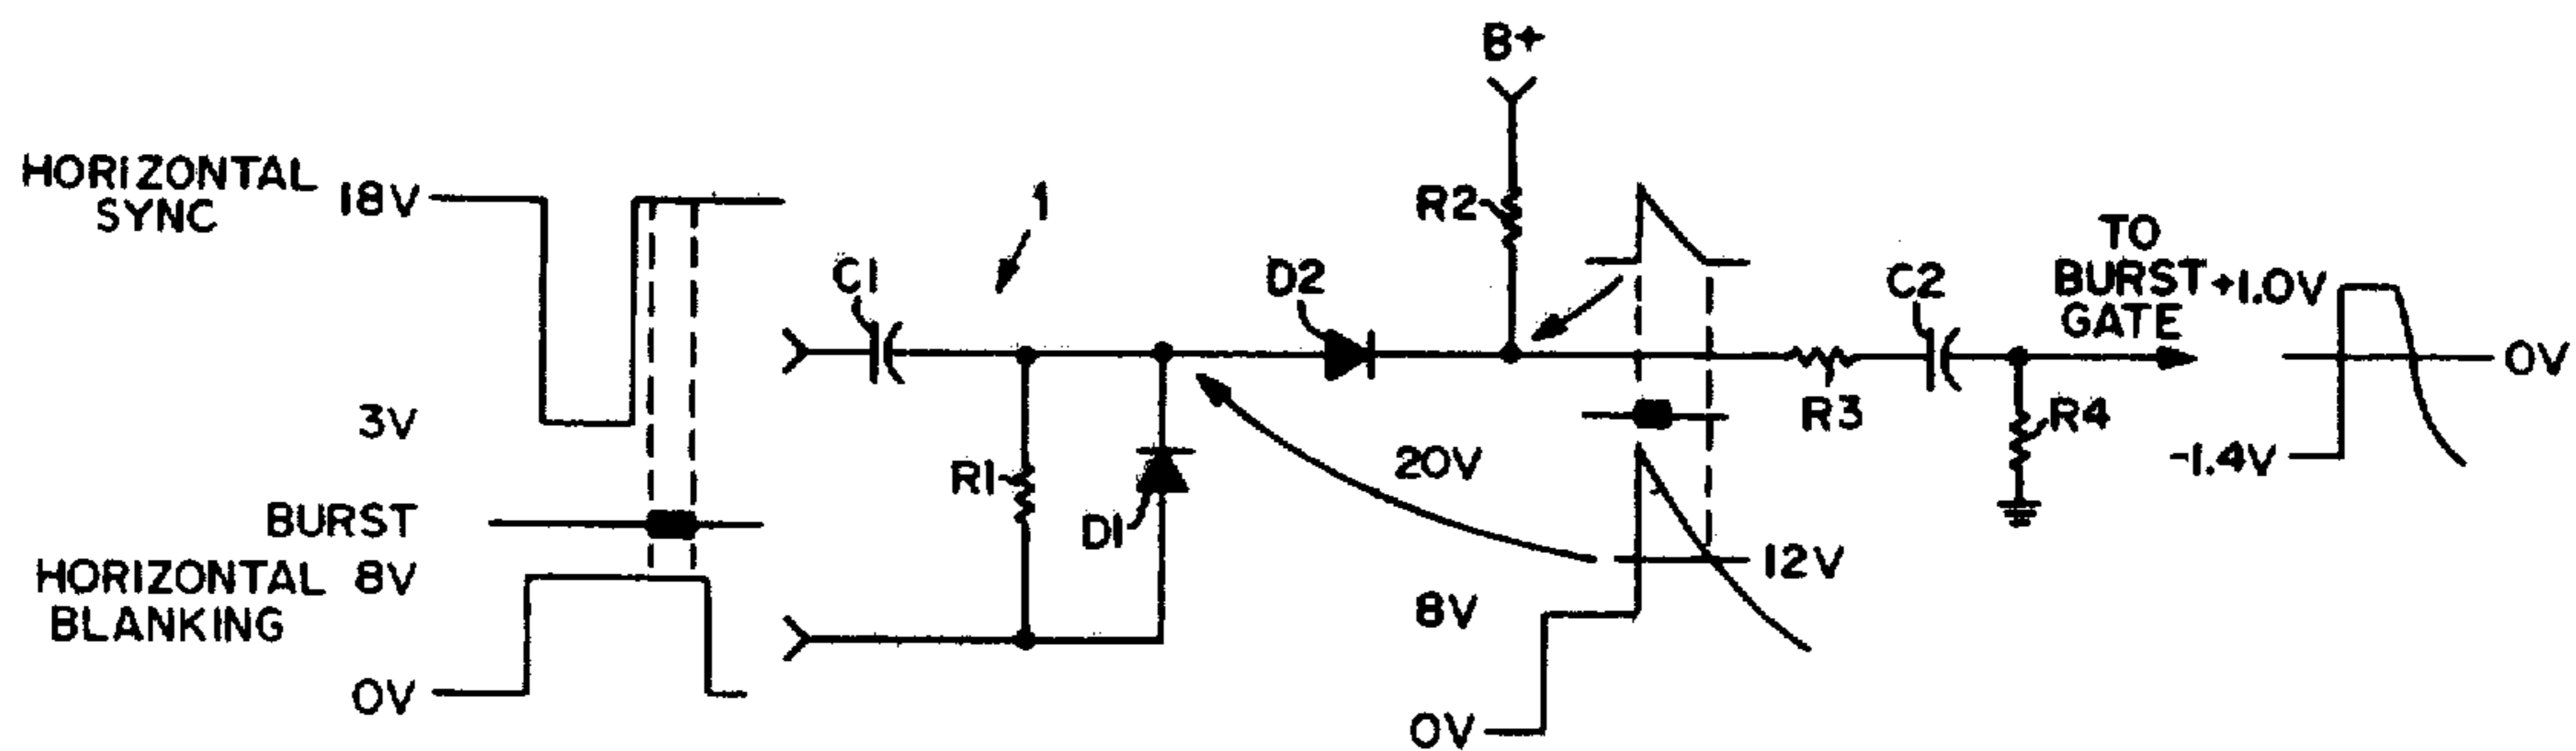 HORIZONTAL
SYNC
18V
3V
BURST
HORIZONTAL
BLANKING
8V
0V
1
C1
R1
D1
D2
B+
R2
20V
12V
8V
0V
R3
C2
R4
TO
BURST
GATE
+1.0V
0V
-1.4V